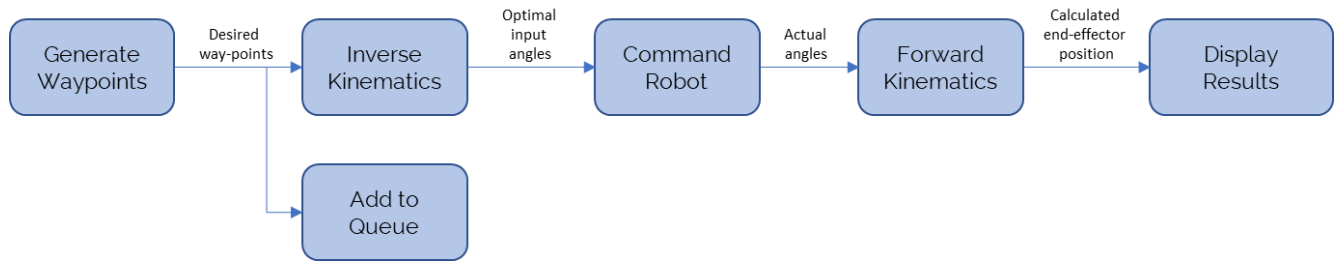 Generate
Waypoints
Desired
way-points
Inverse
Kinematics
Optimal
input
angles
Command
Robot
Actual
angles
Forward
Kinematics
Calculated
end-effector
position
Display
Results
Add to
Queue